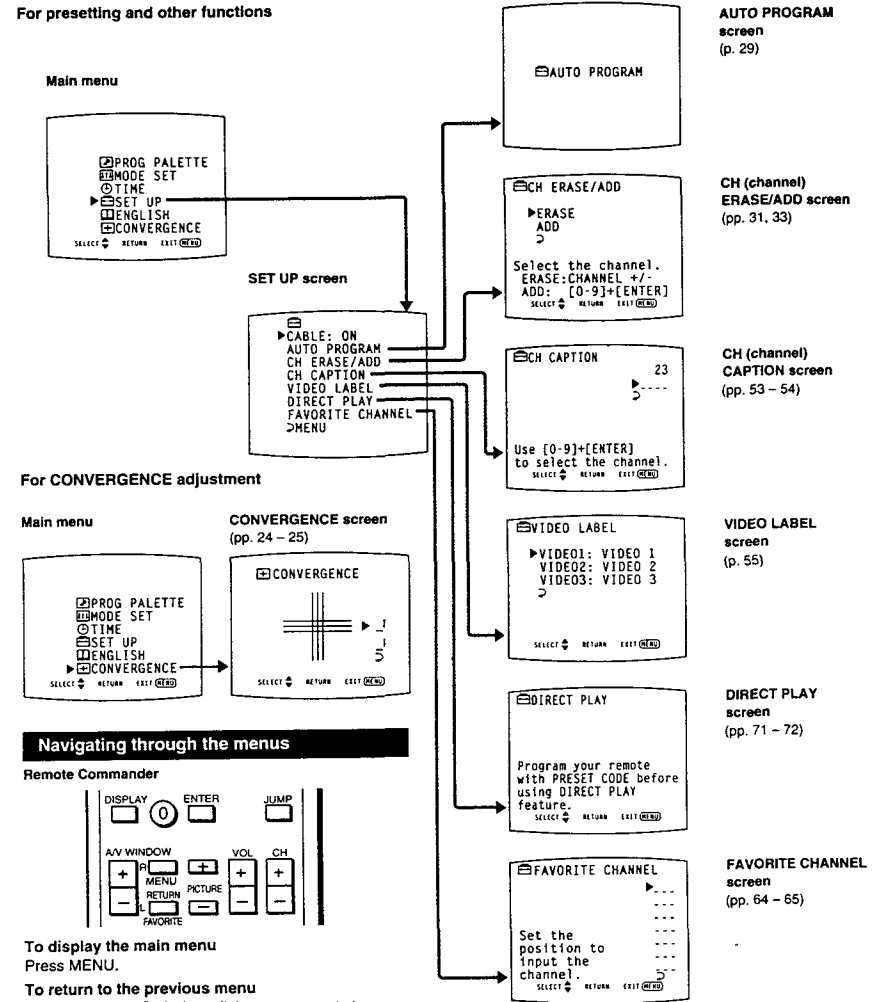 For presetting and other functions
Main menu
PROG PALETTE
MODE SET
TIME
▶SET UP
ENGLISH
CONVERGENCE
SELECT RETURN EXIT MENU
SET UP screen
▶CABLE: ON
AUTO PROGRAM
CH ERASE/ADD
CH CAPTION
VIDEO LABEL
DIRECT PLAY
FAVORITE CHANNEL
MENU
AUTO PROGRAM
AUTO PROGRAM
screen
(p. 29)
CH ERASE/ADD
▶ERASE
ADD
Select the channel.
ERASE:CHANNEL +/-
ADD: [0-9]+[ENTER]
SELECT RETURN EXIT MENU
CH (channel)
ERASE/ADD screen
(pp. 31, 33)
CH CAPTION
23
▶----
Use [0-9]+[ENTER]
to select the channel.
SELECT RETURN EXIT MENU
CH (channel)
CAPTION screen
(pp. 53 – 54)
VIDEO LABEL
▶VIDEO1: VIDEO 1
VIDEO2: VIDEO 2
VIDEO3: VIDEO 3
SELECT RETURN EXIT MENU
VIDEO LABEL
screen
(p. 55)
DIRECT PLAY
Program your remote
with PRESET CODE before
using DIRECT PLAY
feature.
SELECT RETURN EXIT MENU
DIRECT PLAY
screen
(pp. 71 – 72)
FAVORITE CHANNEL
▶---
---
---
---
---
---
---
Set the
position to
input the
channel.
SELECT RETURN EXIT MENU
FAVORITE CHANNEL
screen
(pp. 64 – 65)
For CONVERGENCE adjustment
Main menu
PROG PALETTE
MODE SET
TIME
SET UP
ENGLISH
▶CONVERGENCE
SELECT RETURN EXIT MENU
CONVERGENCE screen
(pp. 24 – 25)
CONVERGENCE
SELECT RETURN EXIT MENU
Navigating through the menus
Remote Commander
DISPLAY 0 ENTER JUMP
A/V WINDOW VOL CH
R + + +
MENU
RETURN PICTURE
L – – –
FAVORITE
To display the main menu
Press MENU.
To return to the previous menu